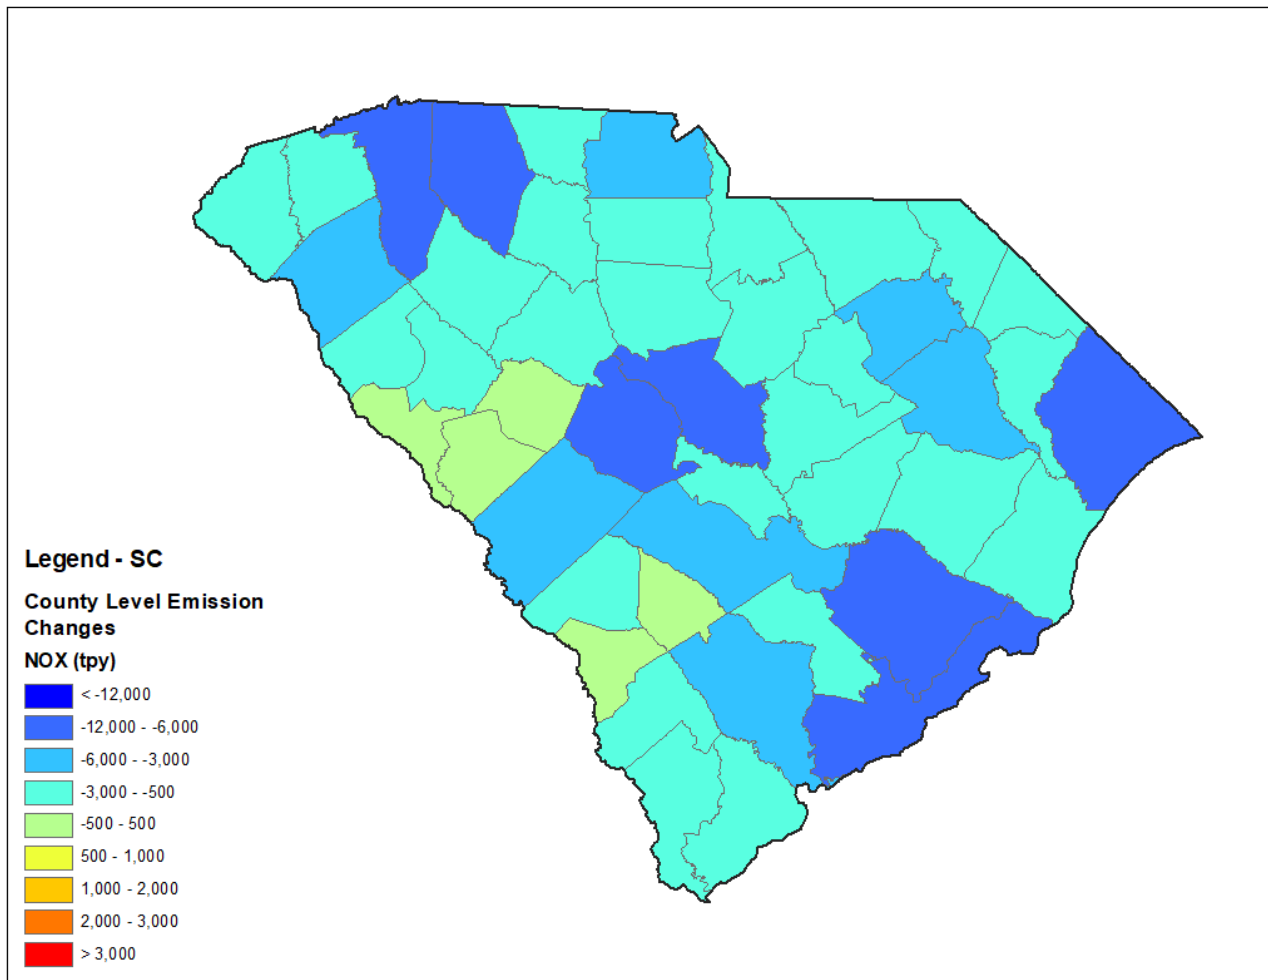 Legend - SC
County Level Emission
Changes
NOX (tpy)
< -12,000
-12,000 - -6,000
-6,000 - -3,000
-3,000 - -500
-500 - 500
500 - 1,000
1,000 - 2,000
2,000 - 3,000
> 3,000